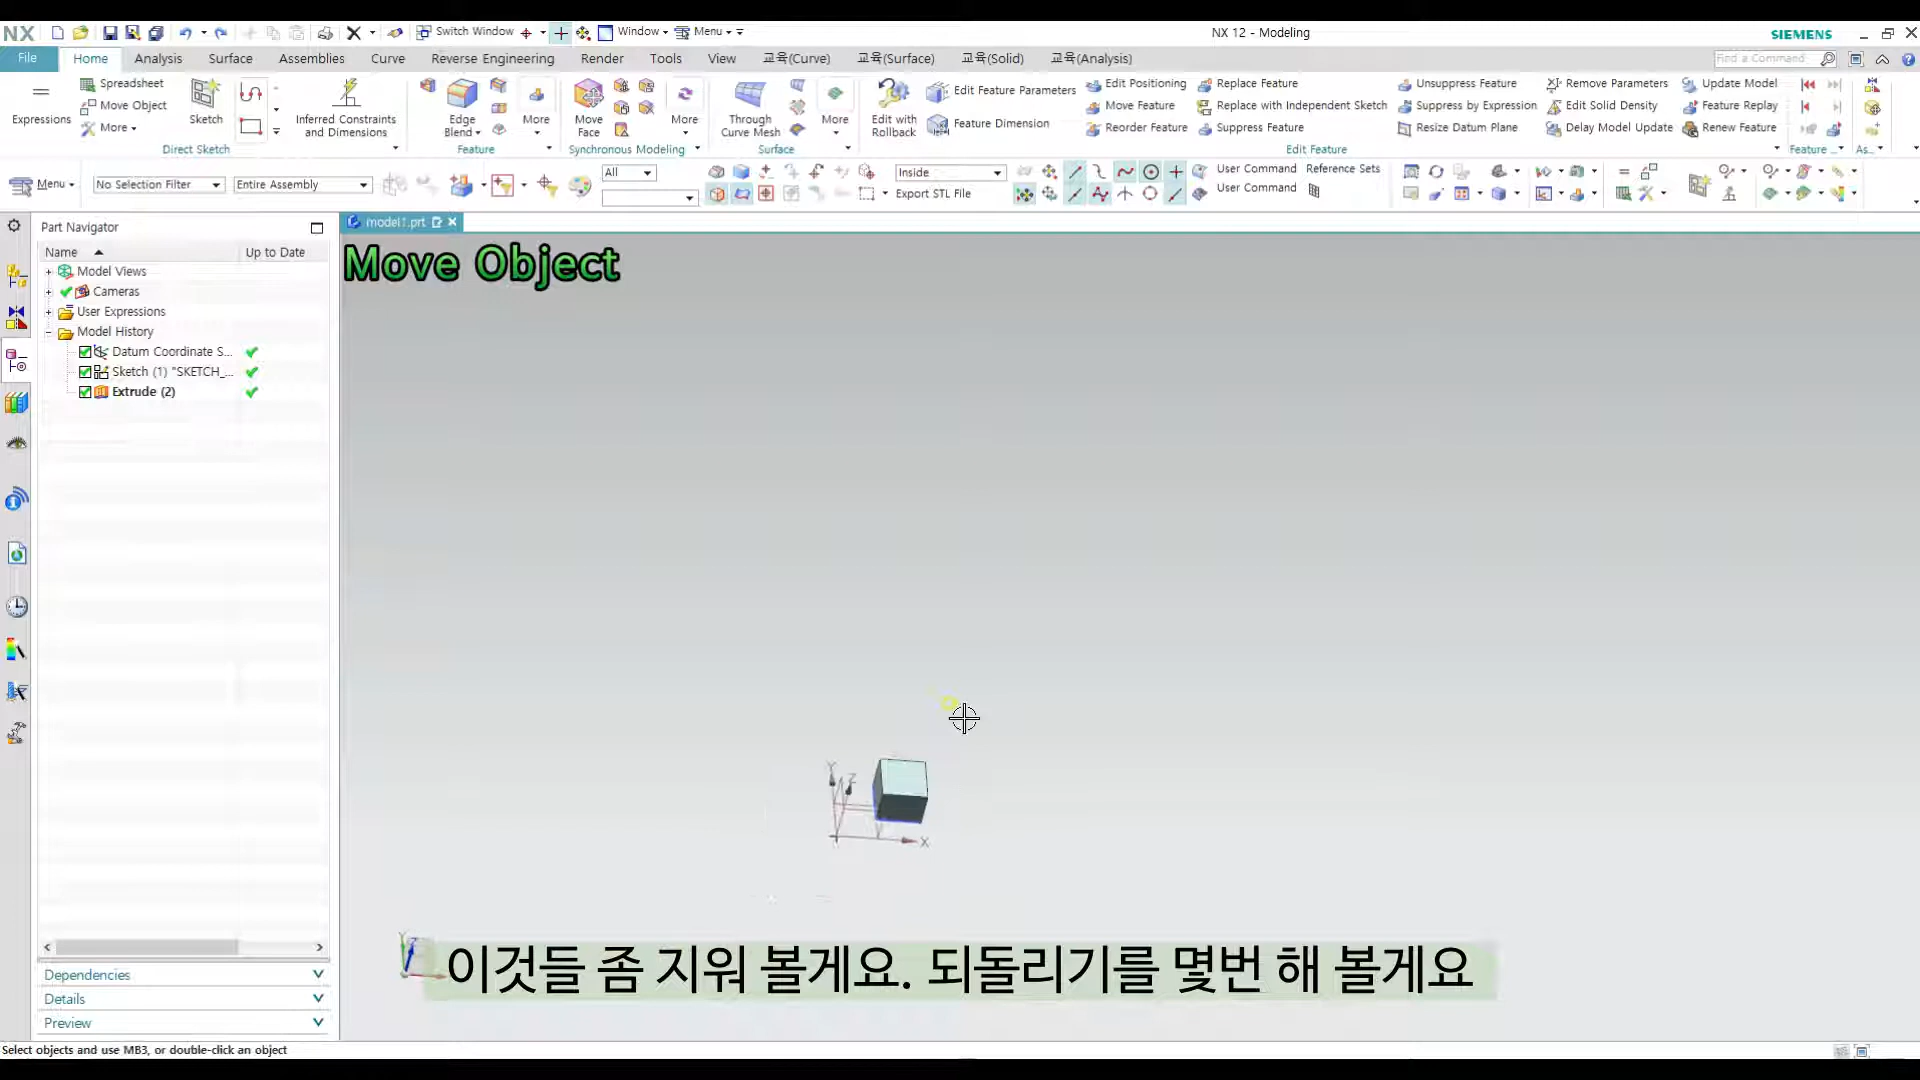 NX Switch Window Window Menu NX 12 - Modeling SIEMENS
File Home Analysis Surface Assemblies Curve Reverse Engineering Render Tools View 교육(Curve) 교육(Surface) 교육(Solid) 교육(Analysis) Find a Command
Spreadsheet
Move Object
More
Expressions
Sketch
Inferred Constraints
and Dimensions
Direct Sketch
Edge
Blend
More
Feature
Move
Face
More
Synchronous Modeling
Through
Curve Mesh
More
Surface
Edit with
Rollback
Edit Feature Parameters
Feature Dimension
Edit Positioning
Move Feature
Reorder Feature
Replace Feature
Replace with Independent Sketch
Suppress Feature
Unsuppress Feature
Suppress by Expression
Resize Datum Plane
Remove Parameters
Edit Solid Density
Delay Model Update
Update Model
Feature Replay
Renew Feature
Edit Feature
Feature ...
As...
Menu No Selection Filter Entire Assembly All Inside Export STL File User Command Reference Sets
User Command
Part Navigator
model1.prt
Name Up to Date
Model Views
Cameras
User Expressions
Model History
Datum Coordinate S...
Sketch (1) "SKETCH_...
Extrude (2)
Move Object
Y
Z
X
이것들 좀 지워 볼게요. 되돌리기를 몇번 해 볼게요
Dependencies
Details
Preview
Select objects and use MB3, or double-click an object